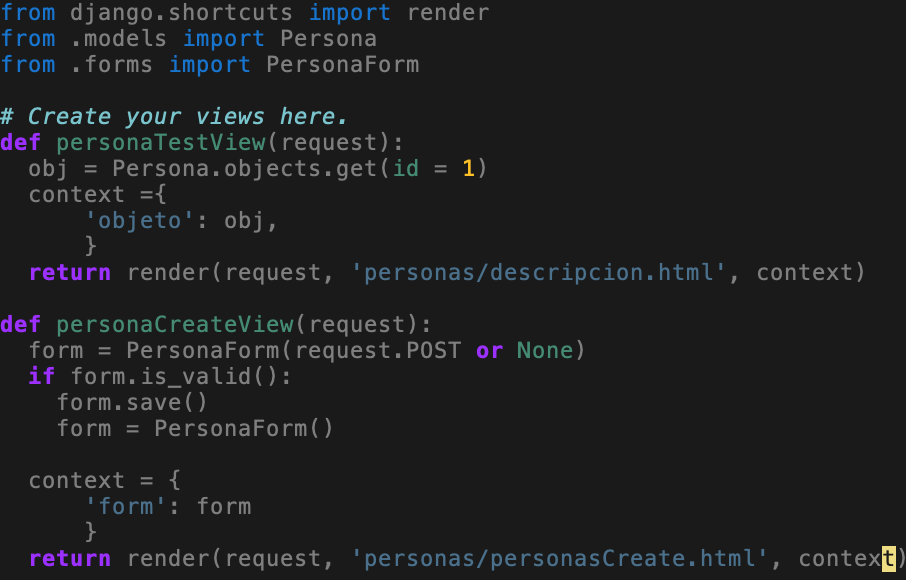 from django.shortcuts import render
from .models import Persona
from .forms import PersonaForm

# Create your views here.
def personaTestView(request):
  obj = Persona.objects.get(id = 1)
  context ={
      'objeto': obj,
      }
  return render(request, 'personas/descripcion.html', context)

def personaCreateView(request):
  form = PersonaForm(request.POST or None)
  if form.is_valid():
    form.save()
    form = PersonaForm()

  context = {
      'form': form
      }
  return render(request, 'personas/personasCreate.html', context)